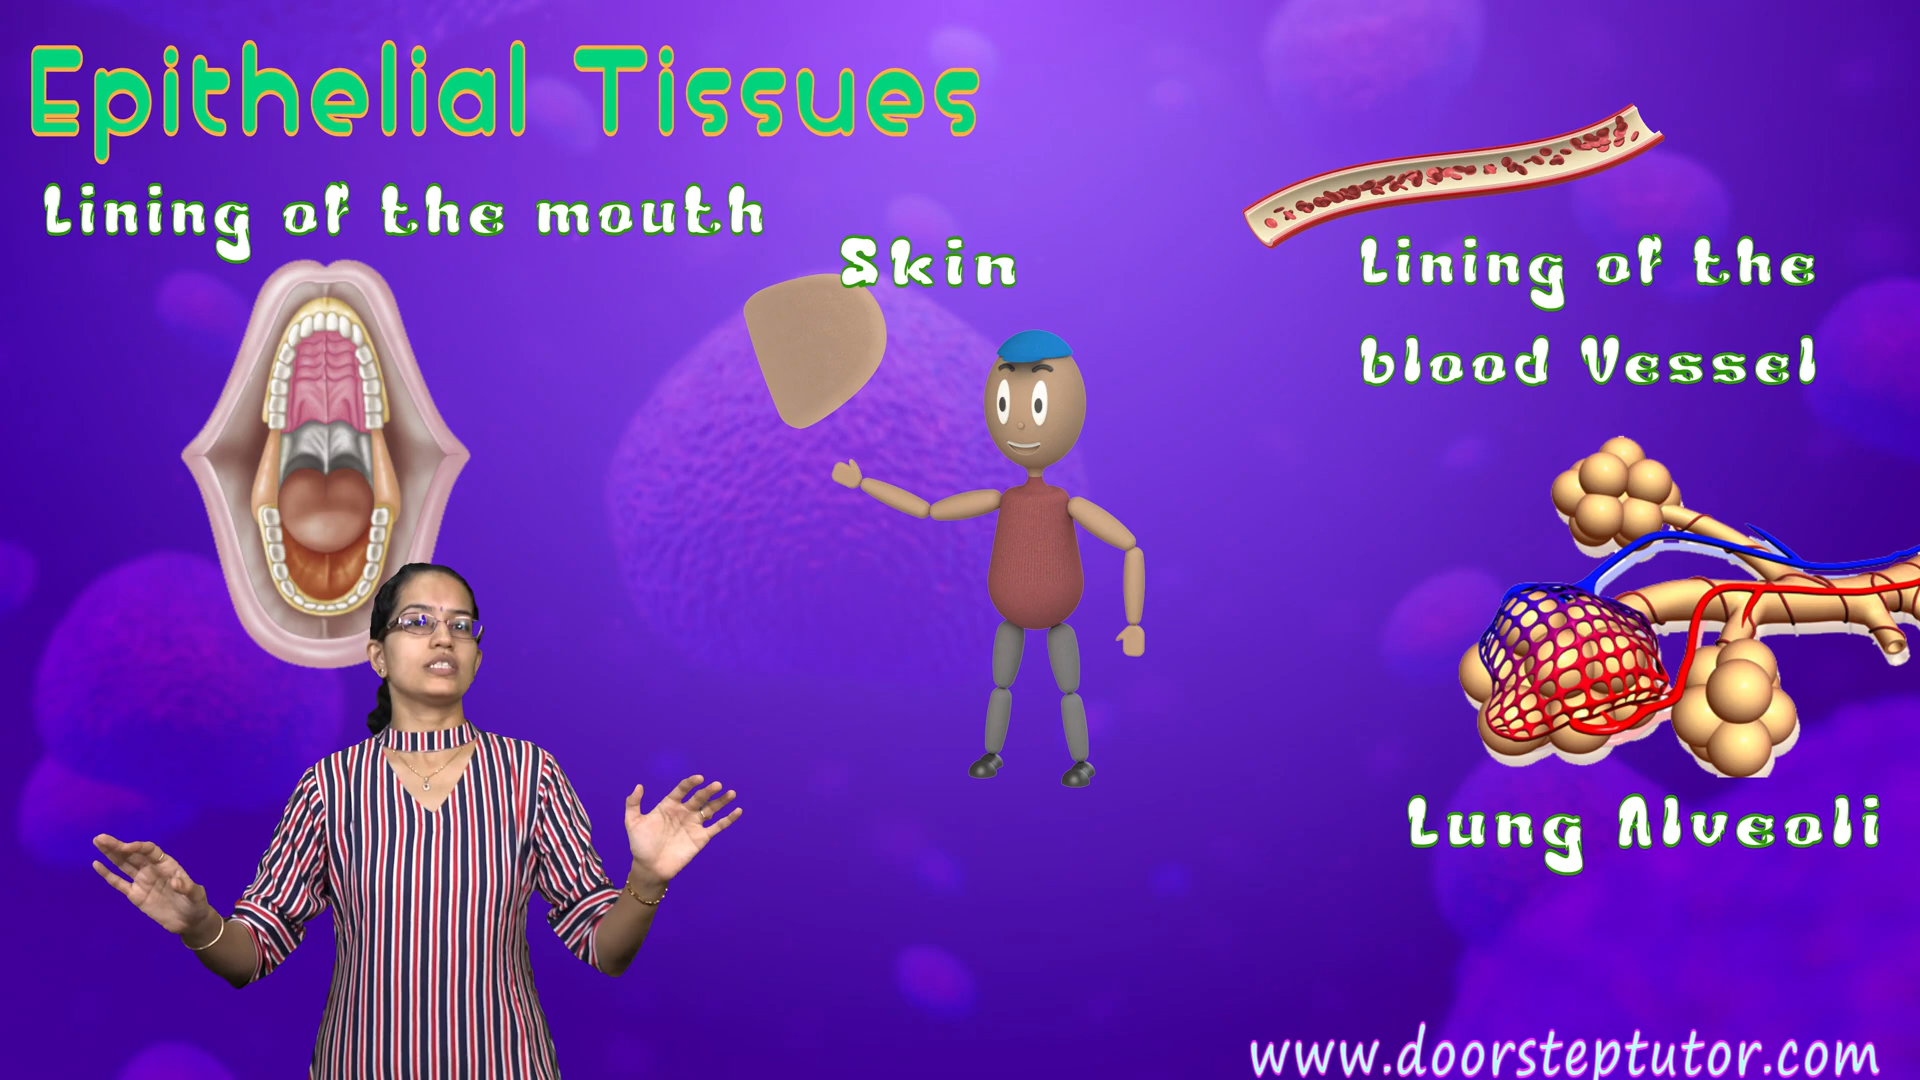 Epithelial Tissues
Lining of the mouth
Skin
Lining of the
blood Vessel
Lung Alveoli
www.doorsteptutor.com